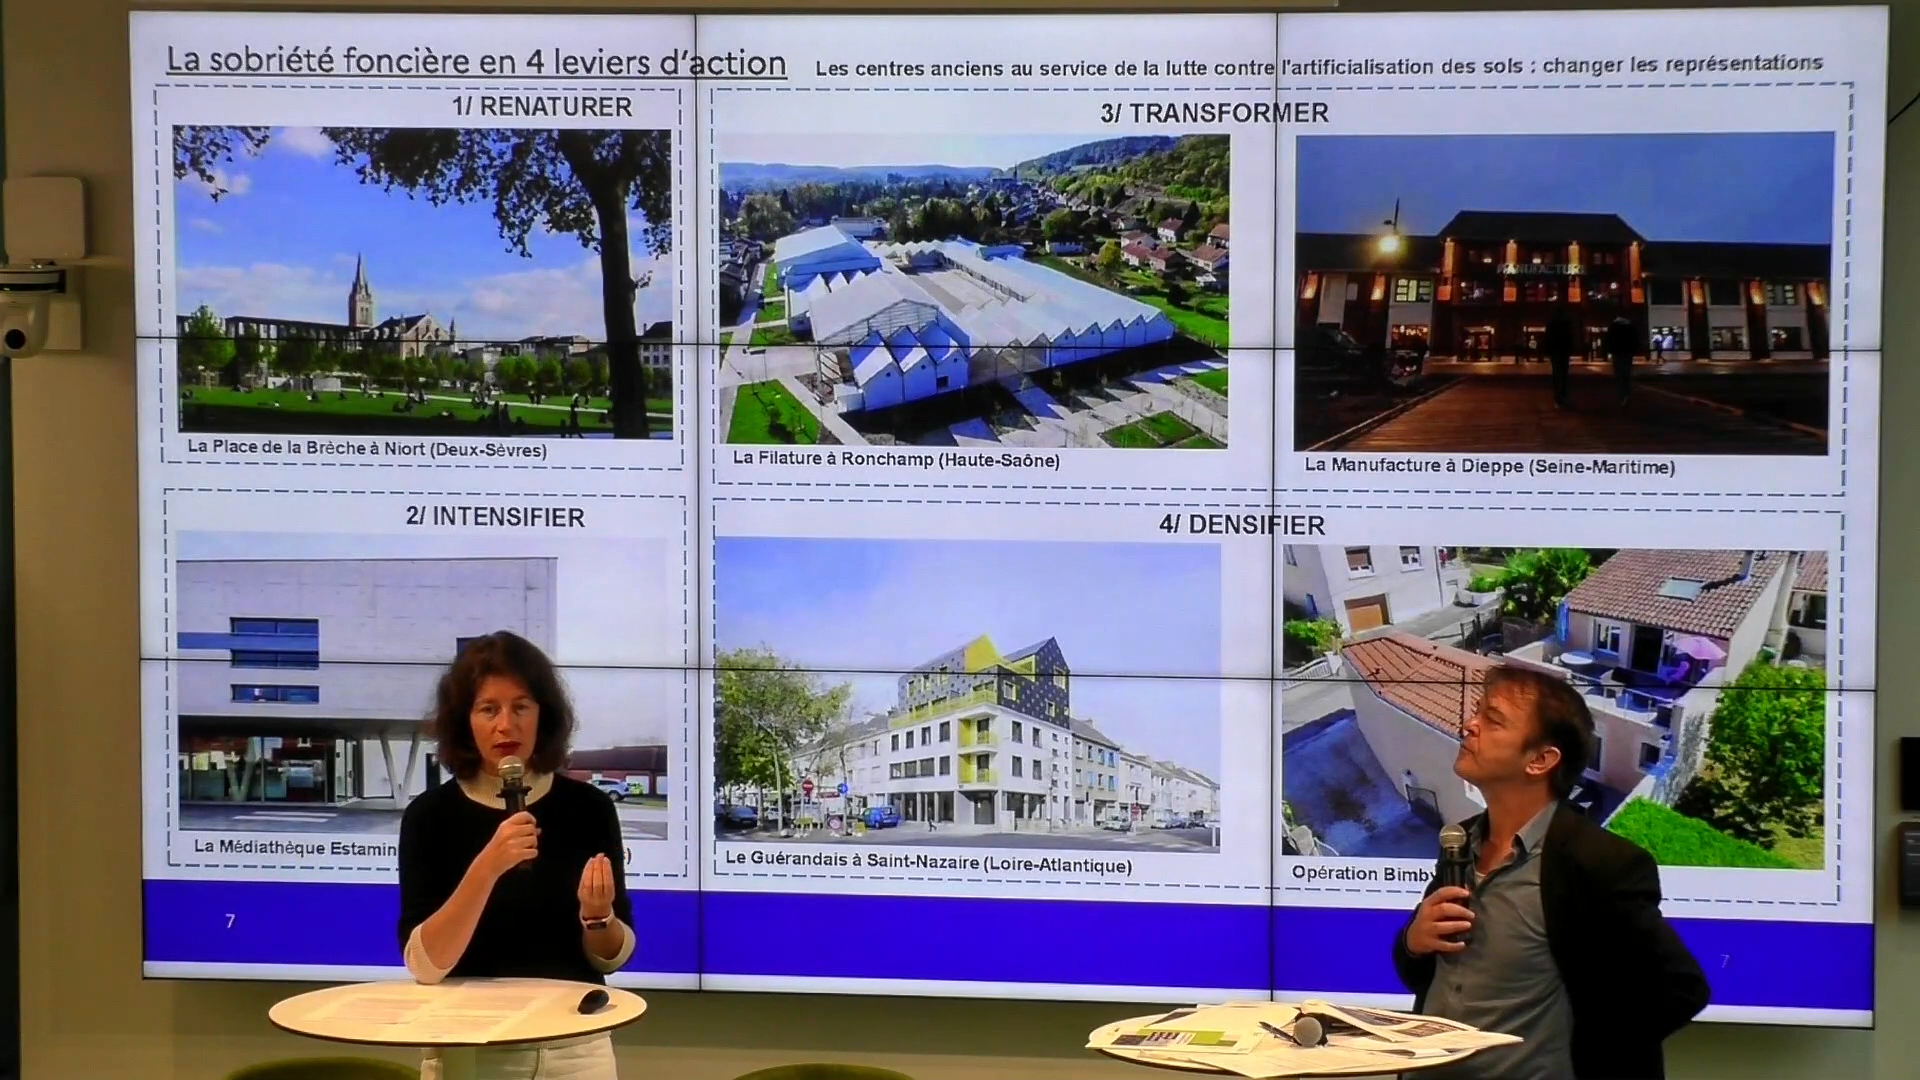 La sobriété foncière en 4 leviers d'action
Les centres anciens au service de la lutte contre l'artificialisation des sols : changer les représentations
1/ RENATURER
La Place de la Brèche à Niort (Deux-Sèvres)
3/ TRANSFORMER
MANUFACTURE
La Filature à Ronchamp (Haute-Saône)
La Manufacture à Dieppe (Seine-Maritime)
2/ INTENSIFIER
La Médiathèque Estamin
4/ DENSIFIER
Le Guérandais à Saint-Nazaire (Loire-Atlantique)
Opération Bimby
7
7